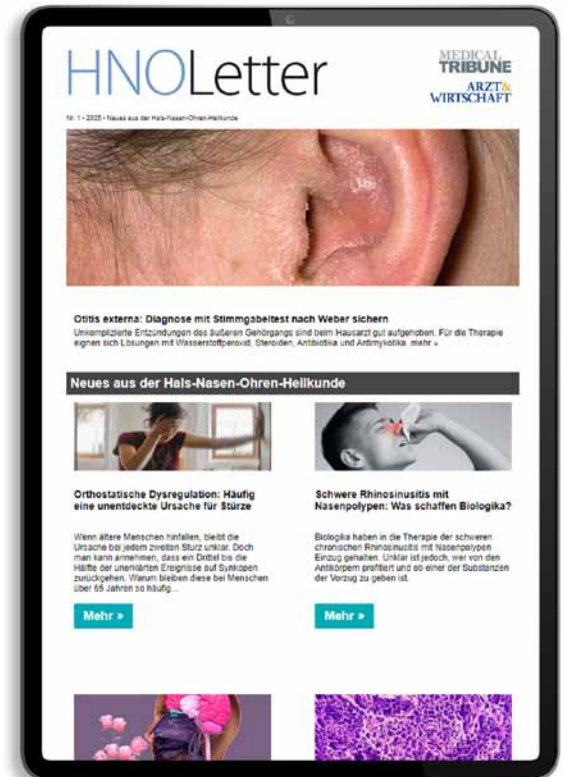 HNOLetter
MEDICAL
TRIBUNE
ARZT&
WIRTSCHAFT
Nr. 1 • 2025 • Neues aus der Hals-Nasen-Ohren-Heilkunde
Otitis externa: Diagnose mit Stimmgabeltest nach Weber sichern
Unkomplizierte Entzündungen des äußeren Gehörgangs sind beim Hausarzt gut aufgehoben. Für die Therapie
eignen sich Lösungen mit Wasserstoffperoxid, Steroiden, Antibiotika und Antimykotika. mehr »
Neues aus der Hals-Nasen-Ohren-Heilkunde
Orthostatische Dysregulation: Häufig
eine unentdeckte Ursache für Stürze
Wenn ältere Menschen hinfallen, bleibt die
Ursache bei jedem zweiten Sturz unklar. Doch
man kann annehmen, dass ein Drittel bis die
Hälfte der unerklärten Ereignisse auf Synkopen
zurückgehen. Warum bleiben diese bei Menschen
über 65 Jahren so häufig...
Mehr »
Schwere Rhinosinusitis mit
Nasenpolypen: Was schaffen Biologika?
Biologika haben in die Therapie der schweren
chronischen Rhinosinusitis mit Nasenpolypen
Einzug gehalten. Unklar ist jedoch, wer von den
Antikörpern profitiert und ob einer der Substanzen
der Vorzug zu geben ist.
Mehr »